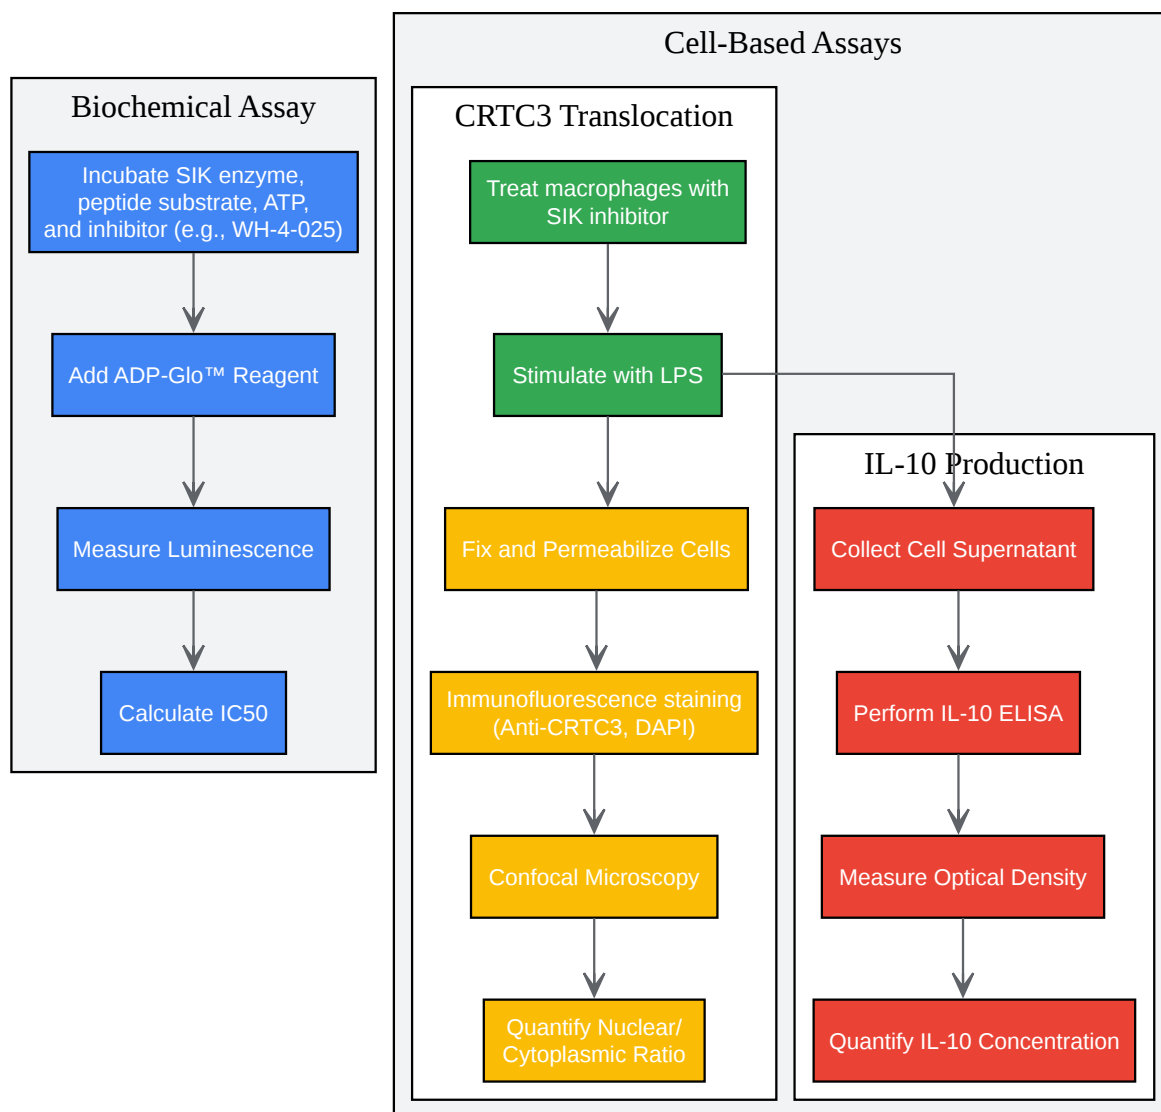 Cell-Based Assays
Biochemical Assay
Incubate SIK enzyme,
peptide substrate, ATP,
and inhibitor (e.g., WH-4-025)
Add ADP-Glo™ Reagent
Measure Luminescence
Calculate IC50
CRTC3 Translocation
Treat macrophages with
SIK inhibitor
Stimulate with LPS
Fix and Permeabilize Cells
Immunofluorescence staining
(Anti-CRTC3, DAPI)
Confocal Microscopy
Quantify Nuclear/
Cytoplasmic Ratio
IL-10 Production
Collect Cell Supernatant
Perform IL-10 ELISA
Measure Optical Density
Quantify IL-10 Concentration